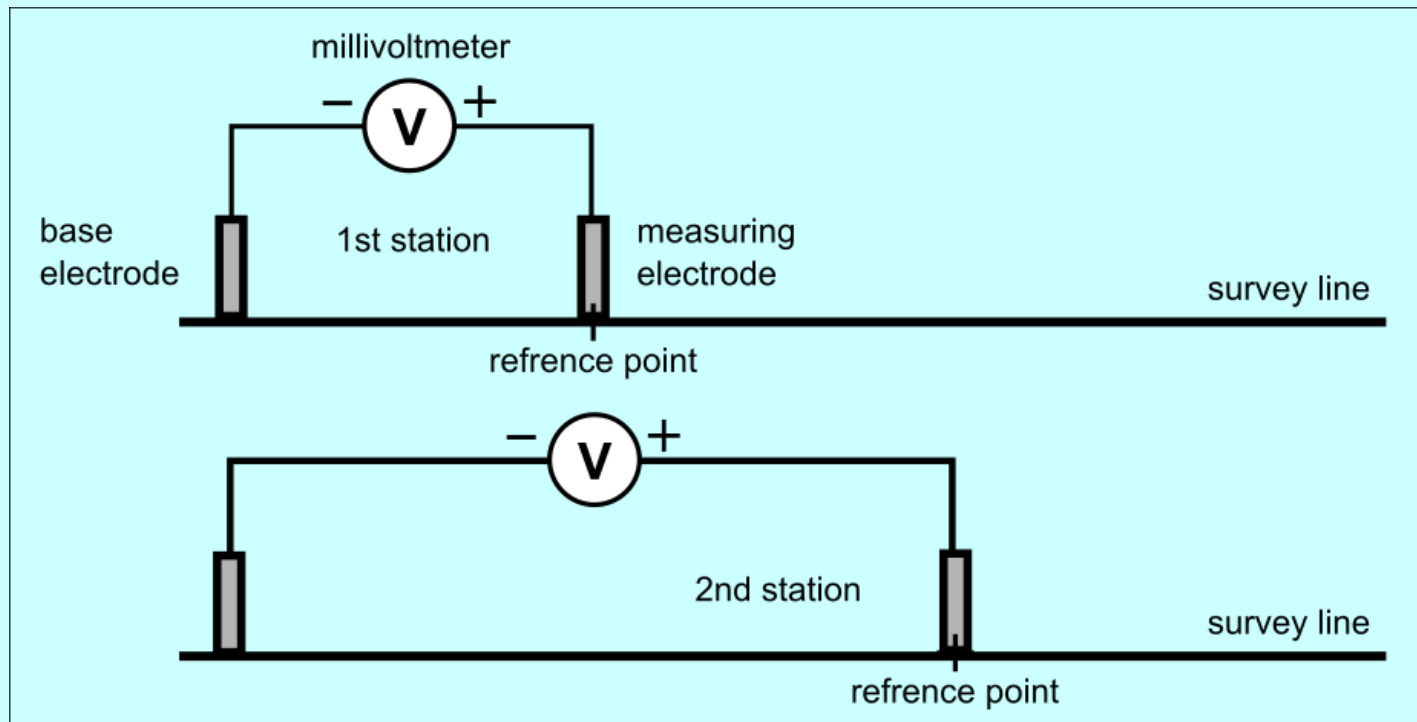 millivoltmeter
− V +
base
electrode
1st station
measuring
electrode
survey line
refrence point
− V +
2nd station
survey line
refrence point